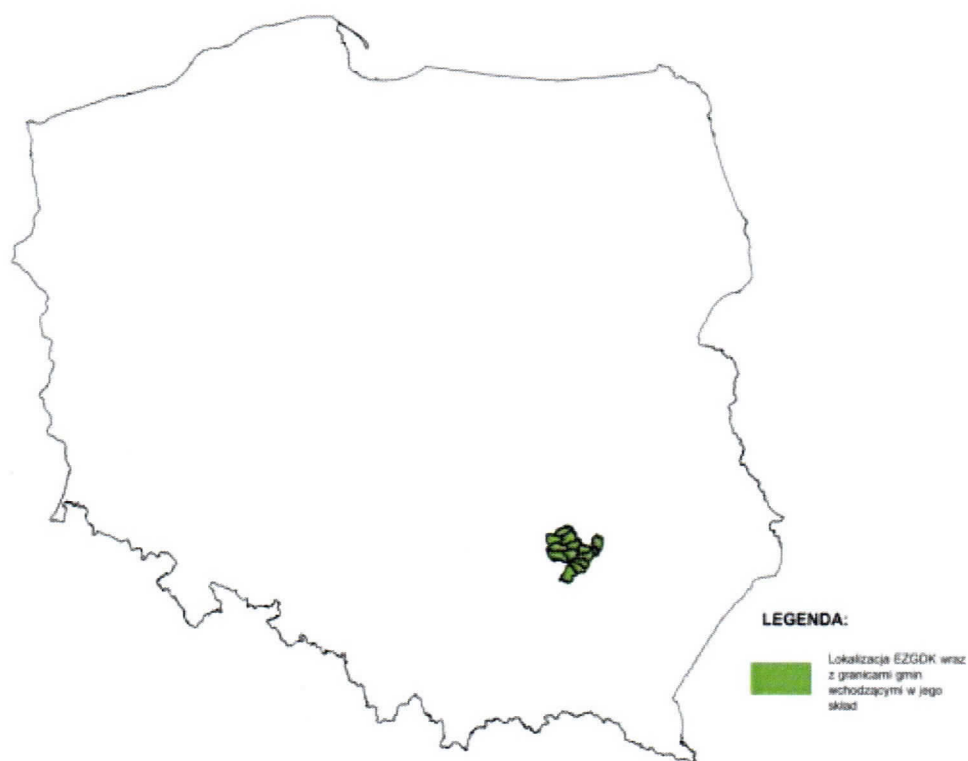 LEGENDA:
Lokalizacja EZGDK wraz
z granicami gmin
wchodzącymi w jego
skład